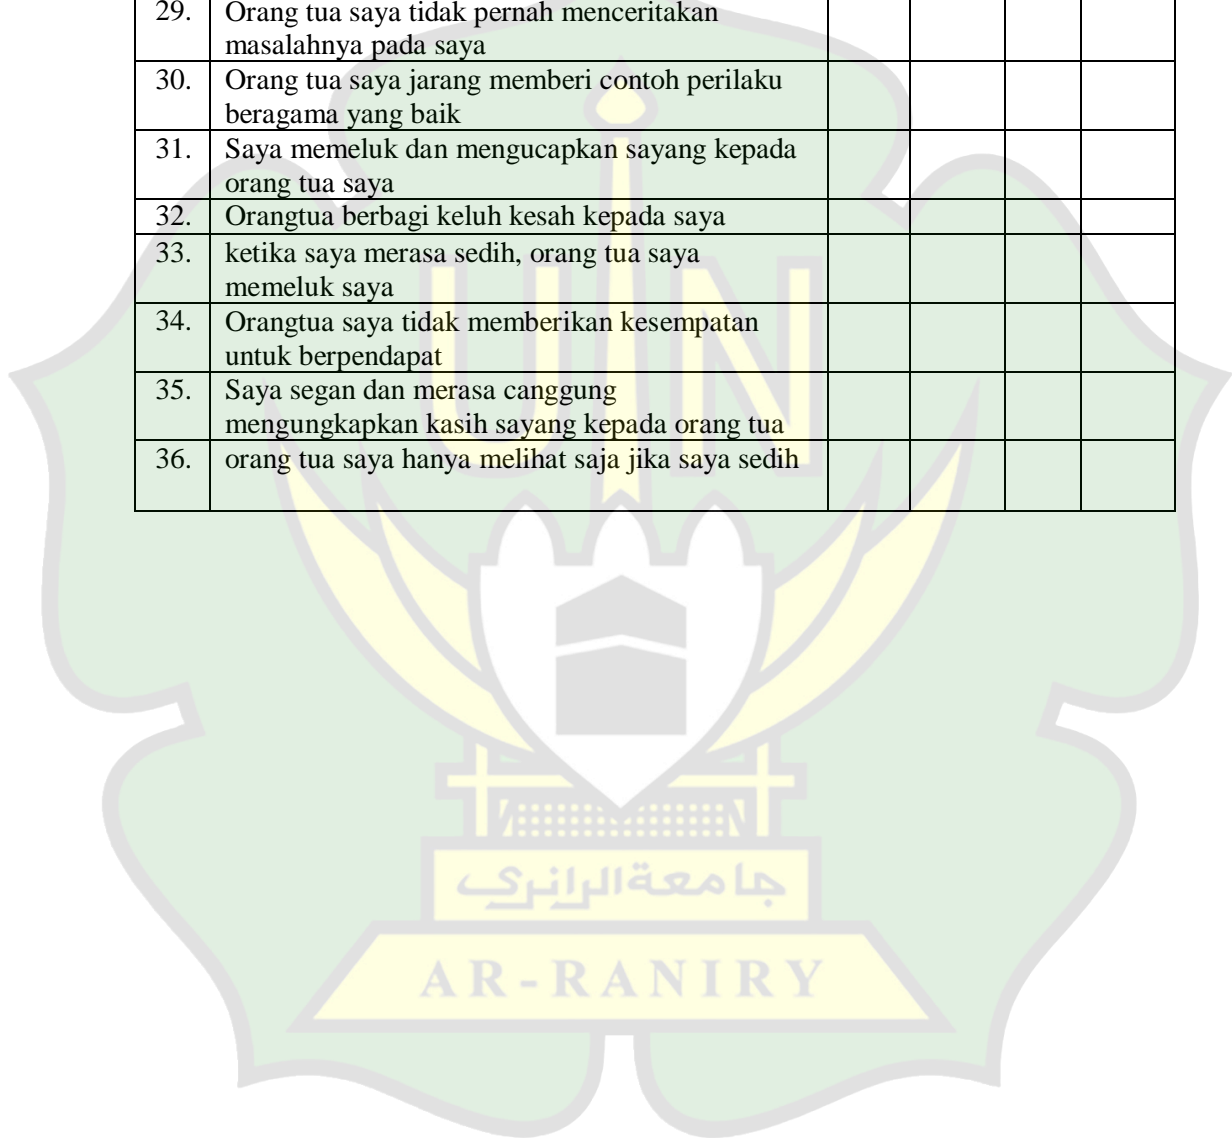 29. Orang tua saya tidak pernah menceritakan
masalahnya pada saya
30. Orang tua saya jarang memberi contoh perilaku
beragama yang baik
31. Saya memeluk dan mengucapkan sayang kepada
orang tua saya
32. Orangtua berbagi keluh kesah kepada saya
33. ketika saya merasa sedih, orang tua saya
memeluk saya
34. Orangtua saya tidak memberikan kesempatan
untuk berpendapat
35. Saya segan dan merasa canggung
mengungkapkan kasih sayang kepada orang tua
36. orang tua saya hanya melihat saja jika saya sedih
UIN
جامعة الرانري
AR-RANIRY